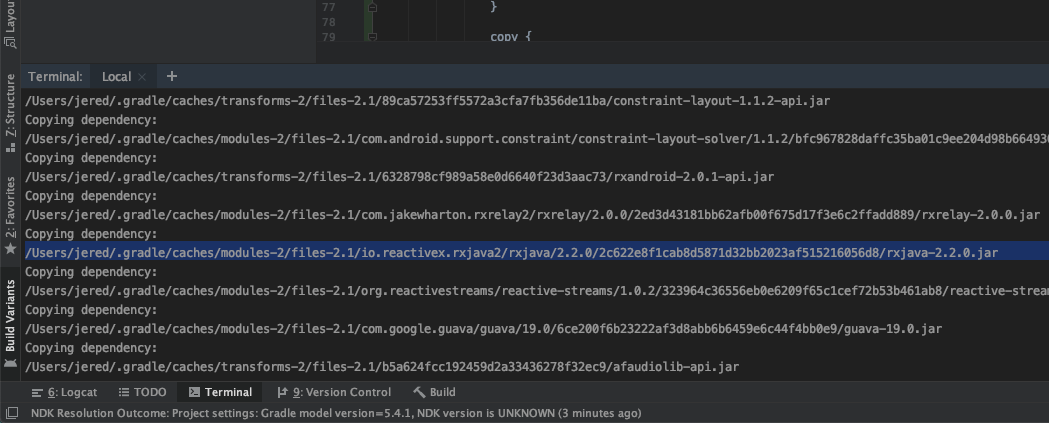 77 }
78
79 copy {
Layou
Z: Structure
2: Favorites
Build Variants
Terminal: Local × +
/Users/jered/.gradle/caches/transforms-2/files-2.1/89ca57253ff5572a3cfa7fb356de11ba/constraint-layout-1.1.2-api.jar
Copying dependency:
/Users/jered/.gradle/caches/modules-2/files-2.1/com.android.support.constraint/constraint-layout-solver/1.1.2/bfc967828daffc35ba01c9ee204d98b664930
Copying dependency:
/Users/jered/.gradle/caches/transforms-2/files-2.1/6328798cf989a58e0d6640f23d3aac73/rxandroid-2.0.1-api.jar
Copying dependency:
/Users/jered/.gradle/caches/modules-2/files-2.1/com.jakewharton.rxrelay2/rxrelay/2.0.0/2ed3d43181bb62afb00f675d17f3e6c2ffadd889/rxrelay-2.0.0.jar
Copying dependency:
/Users/jered/.gradle/caches/modules-2/files-2.1/io.reactivex.rxjava2/rxjava/2.2.0/2c622e8f1cab8d5871d32bb2023af515216056d8/rxjava-2.2.0.jar
Copying dependency:
/Users/jered/.gradle/caches/modules-2/files-2.1/org.reactivestreams/reactive-streams/1.0.2/323964c36556eb0e6209f65c1cef72b53b461ab8/reactive-stream
Copying dependency:
/Users/jered/.gradle/caches/modules-2/files-2.1/com.google.guava/guava/19.0/6ce200f6b23222af3d8abb6b6459e6c44f4bb0e9/guava-19.0.jar
Copying dependency:
/Users/jered/.gradle/caches/transforms-2/files-2.1/b5a624fcc192459d2a33436278f32ec9/afaudiolib-api.jar
6: Logcat TODO Terminal 9: Version Control Build
NDK Resolution Outcome: Project settings: Gradle model version=5.4.1, NDK version is UNKNOWN (3 minutes ago)